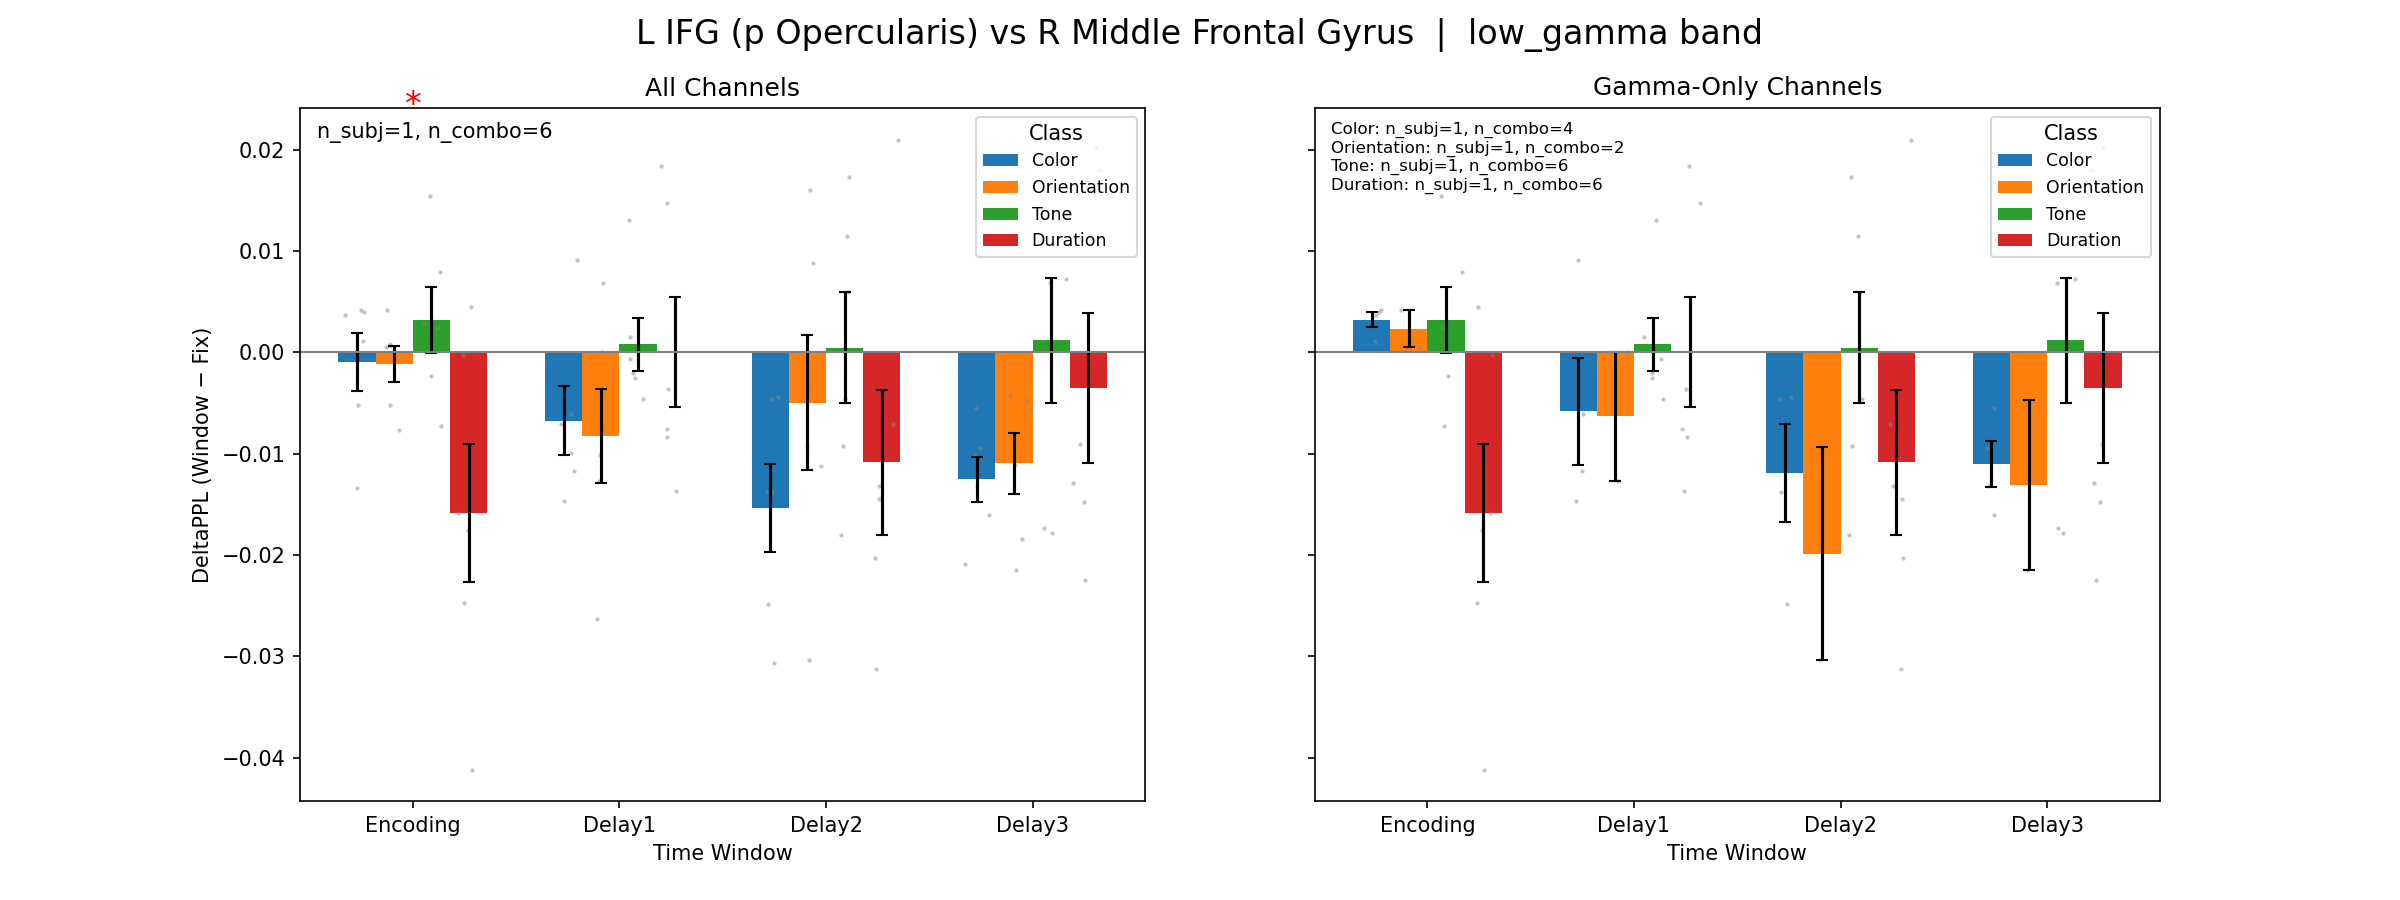 L IFG (p Opercularis) vs R Middle Frontal Gyrus | low_gamma band
All Channels
*
n_subj=1, n_combo=6
Class
Color
Orientation
Tone
Duration
0.02
0.01
0.00
−0.01
−0.02
−0.03
−0.04
DeltaPPL (Window − Fix)
Encoding
Delay1
Delay2
Delay3
Time Window
Gamma-Only Channels
Color: n_subj=1, n_combo=4
Orientation: n_subj=1, n_combo=2
Tone: n_subj=1, n_combo=6
Duration: n_subj=1, n_combo=6
Class
Color
Orientation
Tone
Duration
Encoding
Delay1
Delay2
Delay3
Time Window